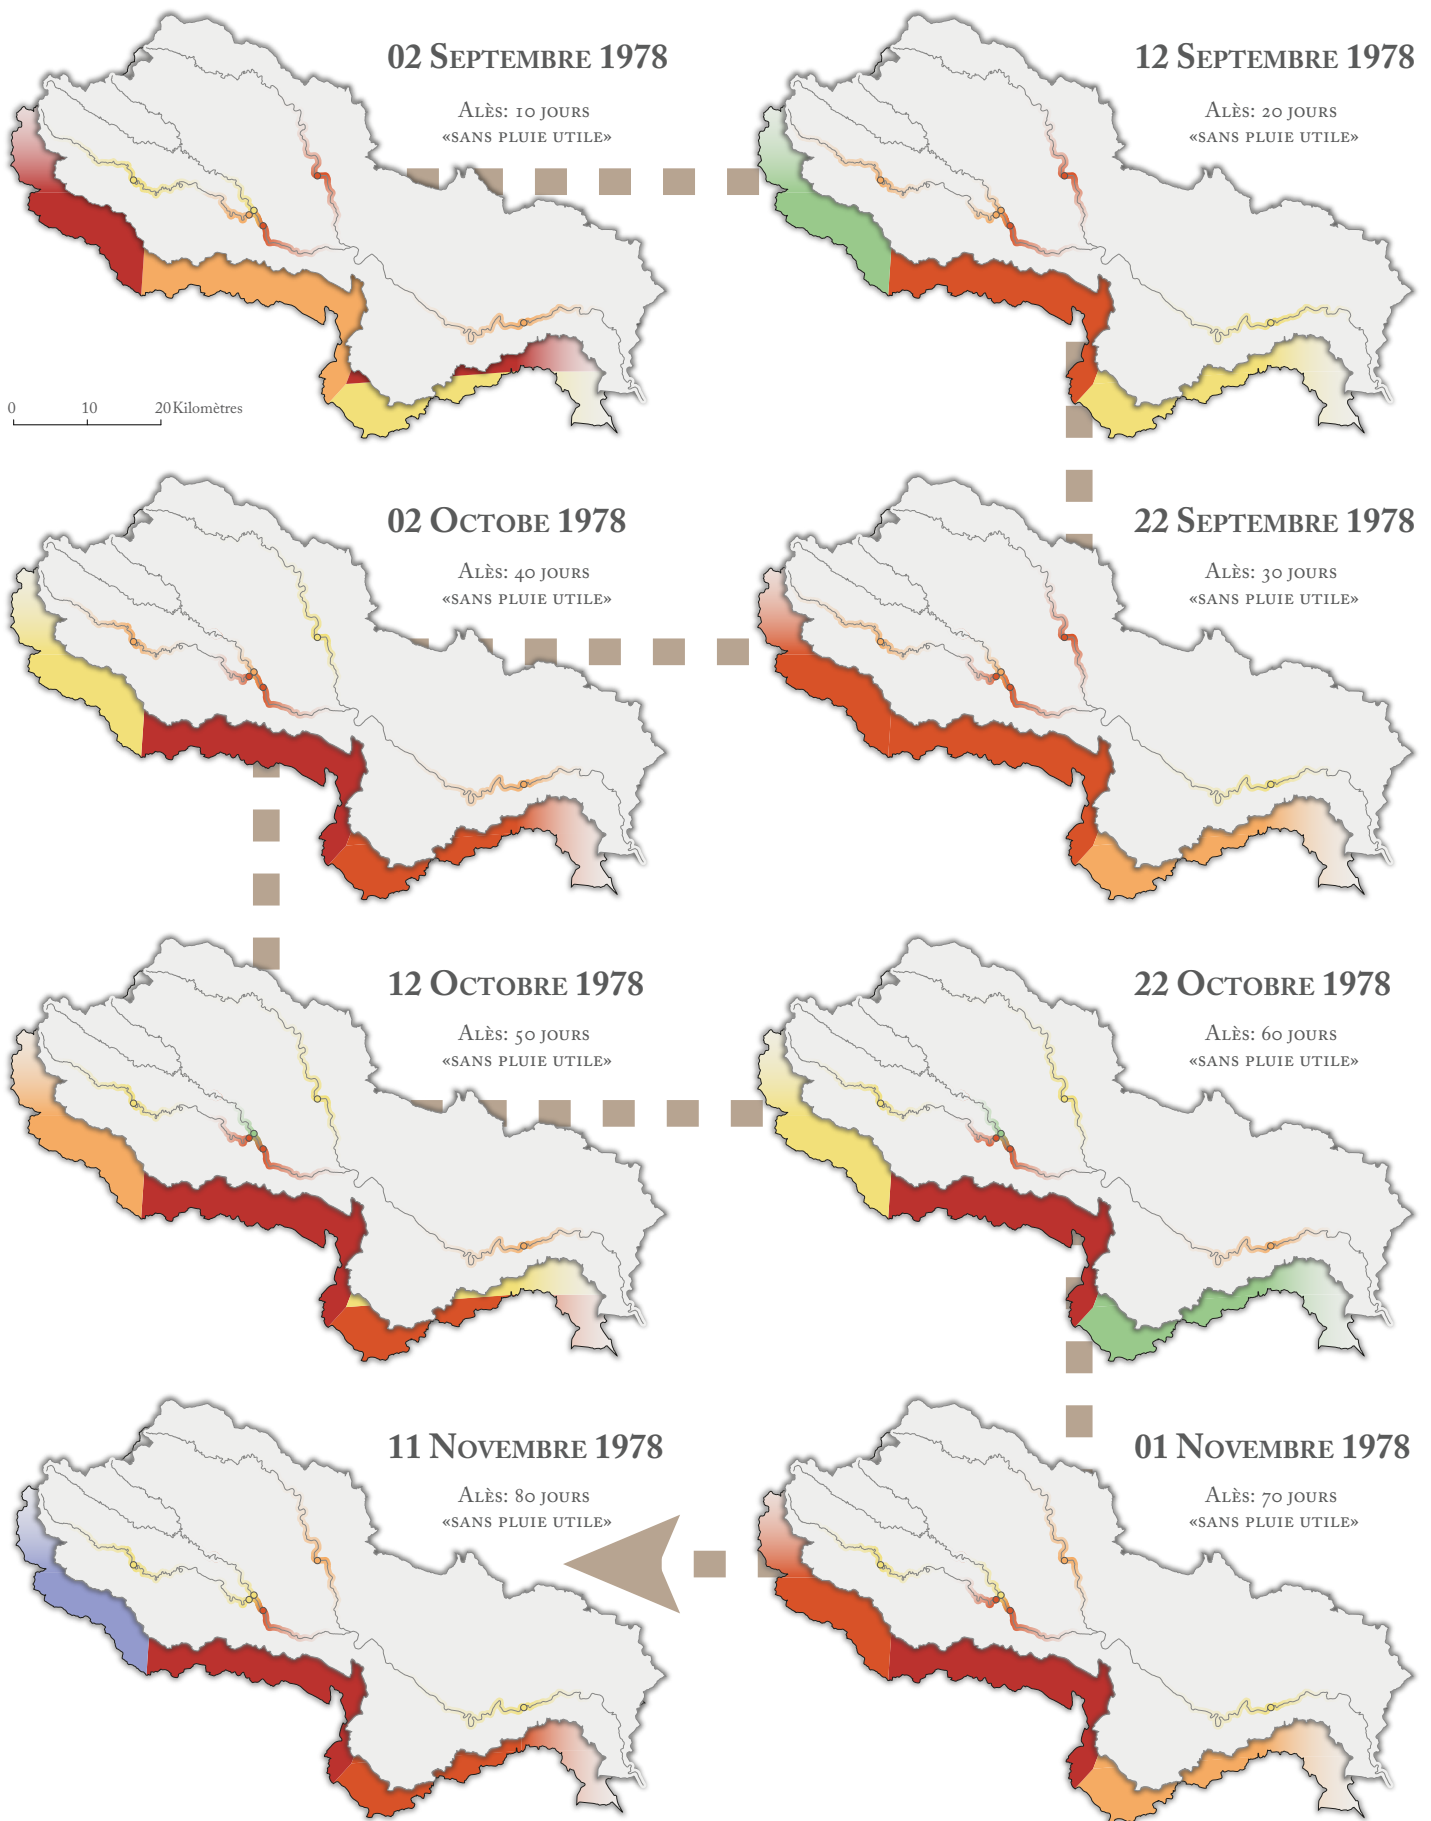 02 Septembre 1978
Alès: 10 jours
«sans pluie utile»
12 Septembre 1978
Alès: 20 jours
«sans pluie utile»
0 10 20 Kilomètres
02 Octobe 1978
Alès: 40 jours
«sans pluie utile»
22 Septembre 1978
Alès: 30 jours
«sans pluie utile»
12 Octobre 1978
Alès: 50 jours
«sans pluie utile»
22 Octobre 1978
Alès: 60 jours
«sans pluie utile»
11 Novembre 1978
Alès: 80 jours
«sans pluie utile»
01 Novembre 1978
Alès: 70 jours
«sans pluie utile»